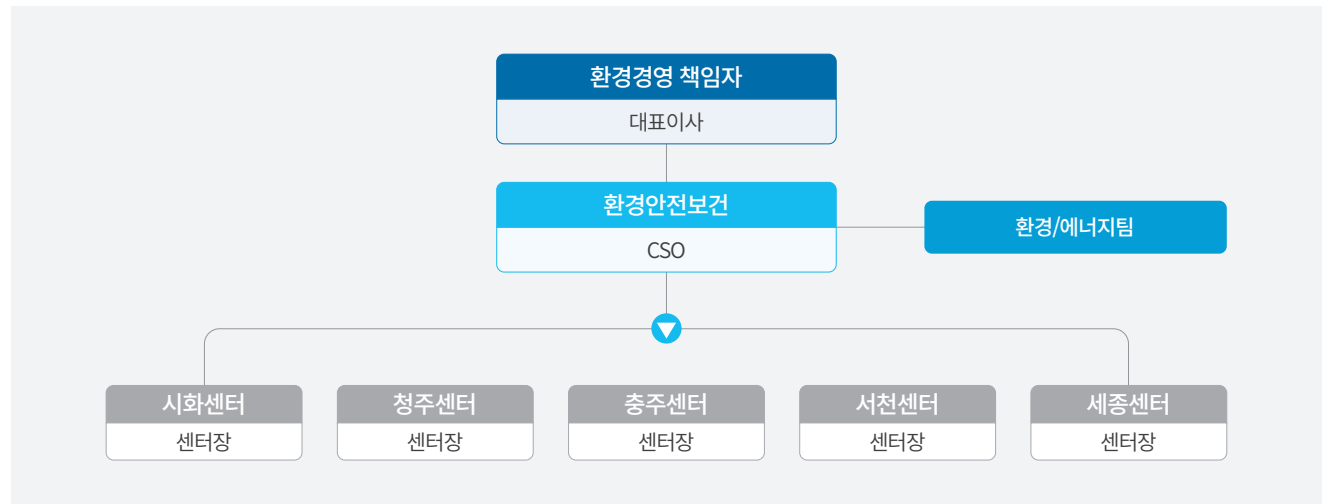 환경경영 책임자
대표이사
환경안전보건
CSO
환경/에너지팀
시화센터
센터장
청주센터
센터장
충주센터
센터장
서천센터
센터장
세종센터
센터장